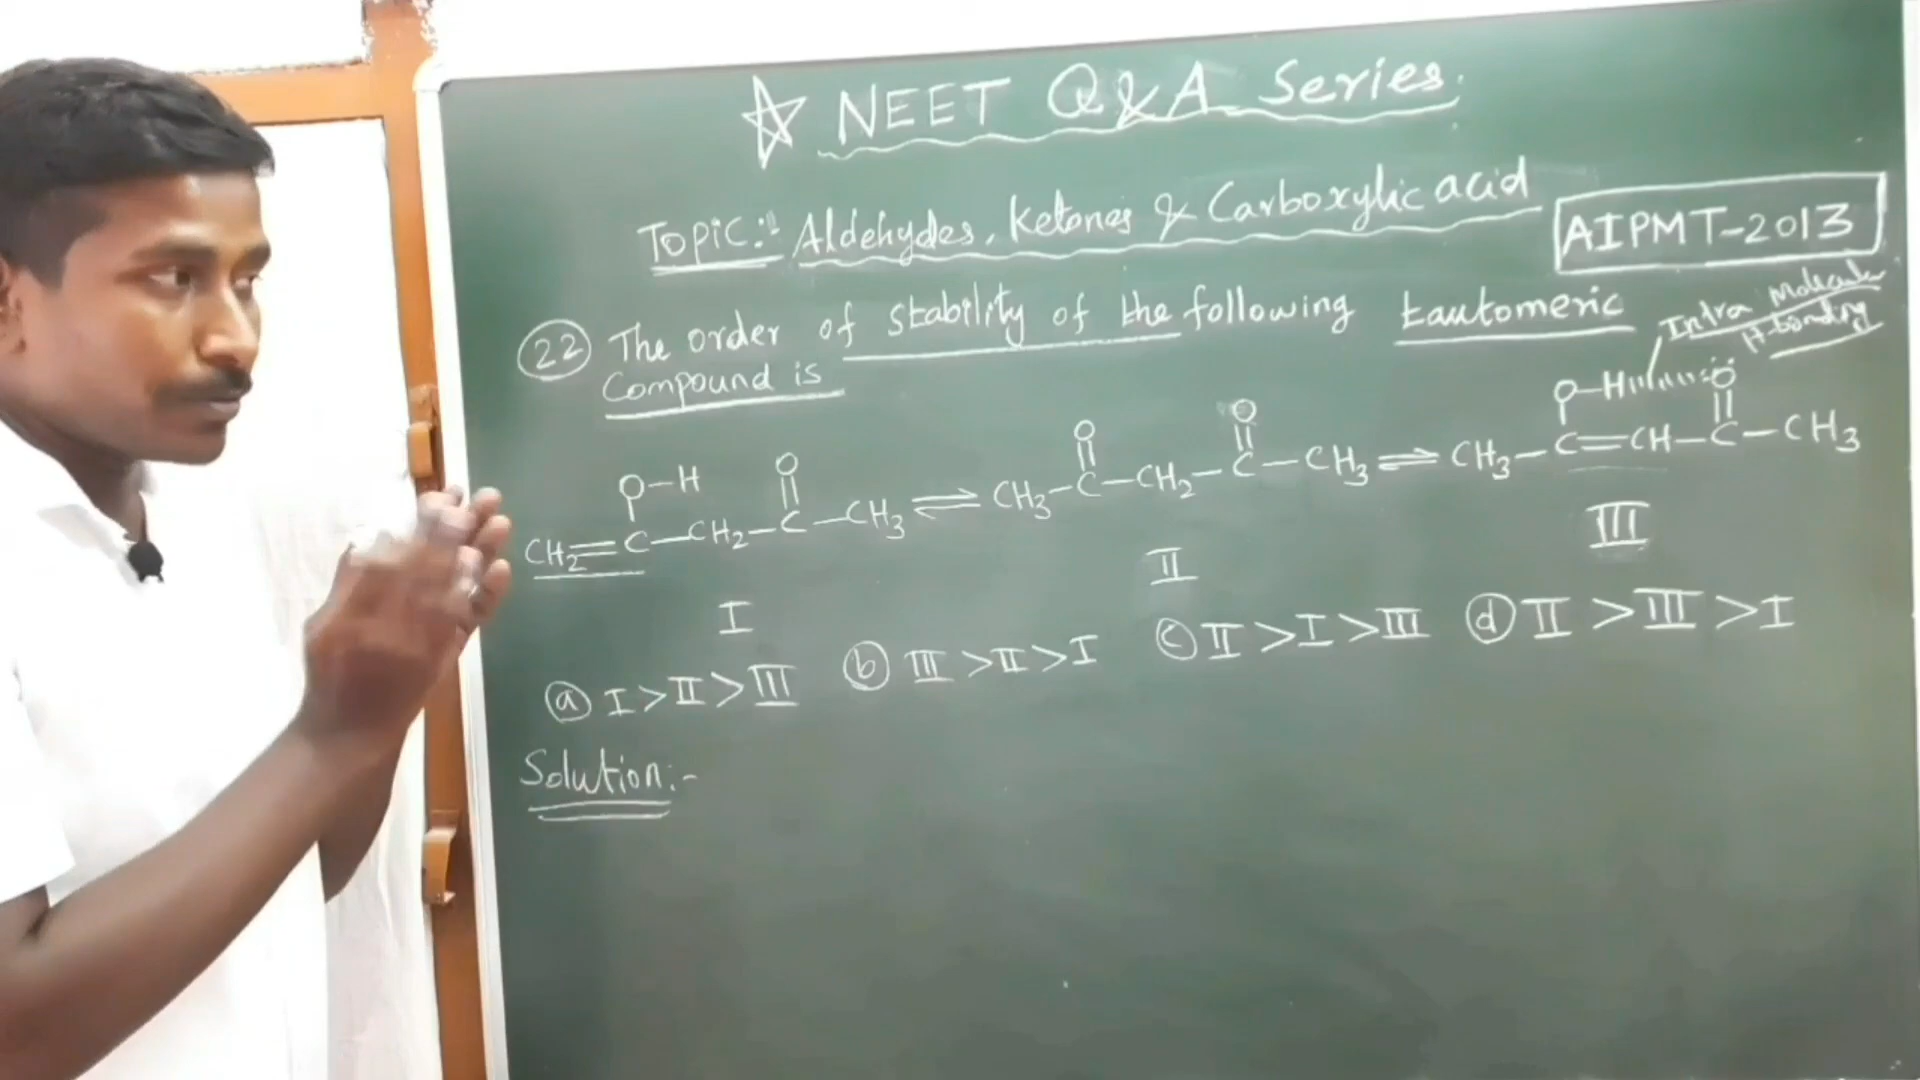 ☆ NEET Q&A Series.
Topic:- Aldehydes, Ketones & Carboxylic acid
AIPMT-2013
22 The order of stability of the following tautomeric
Compound is
Intra Molecular
H-bonding
O-H O O O O-H O
CH2=C-CH2-C-CH3 ⇌ CH3-C-CH2-C-CH3 ⇌ CH3-C=CH-C-CH3
I II III
a I>II>III b III>II>I c II>I>III d II>III>I
Solution:-